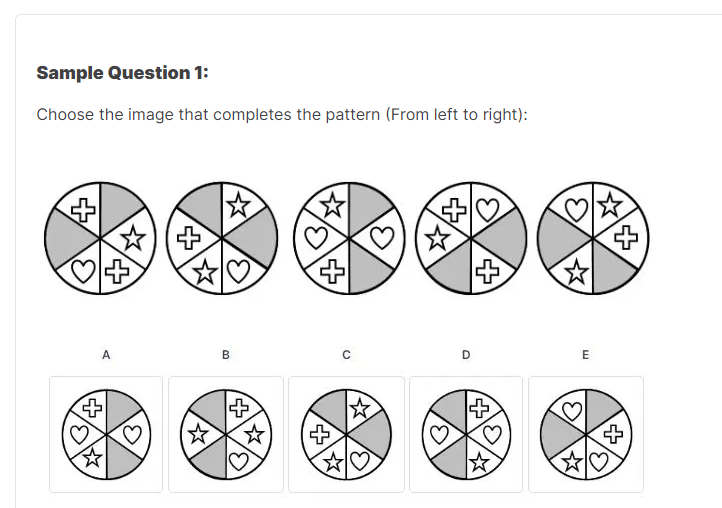 Sample Question 1:
Choose the image that completes the pattern (From left to right):
A B C D E